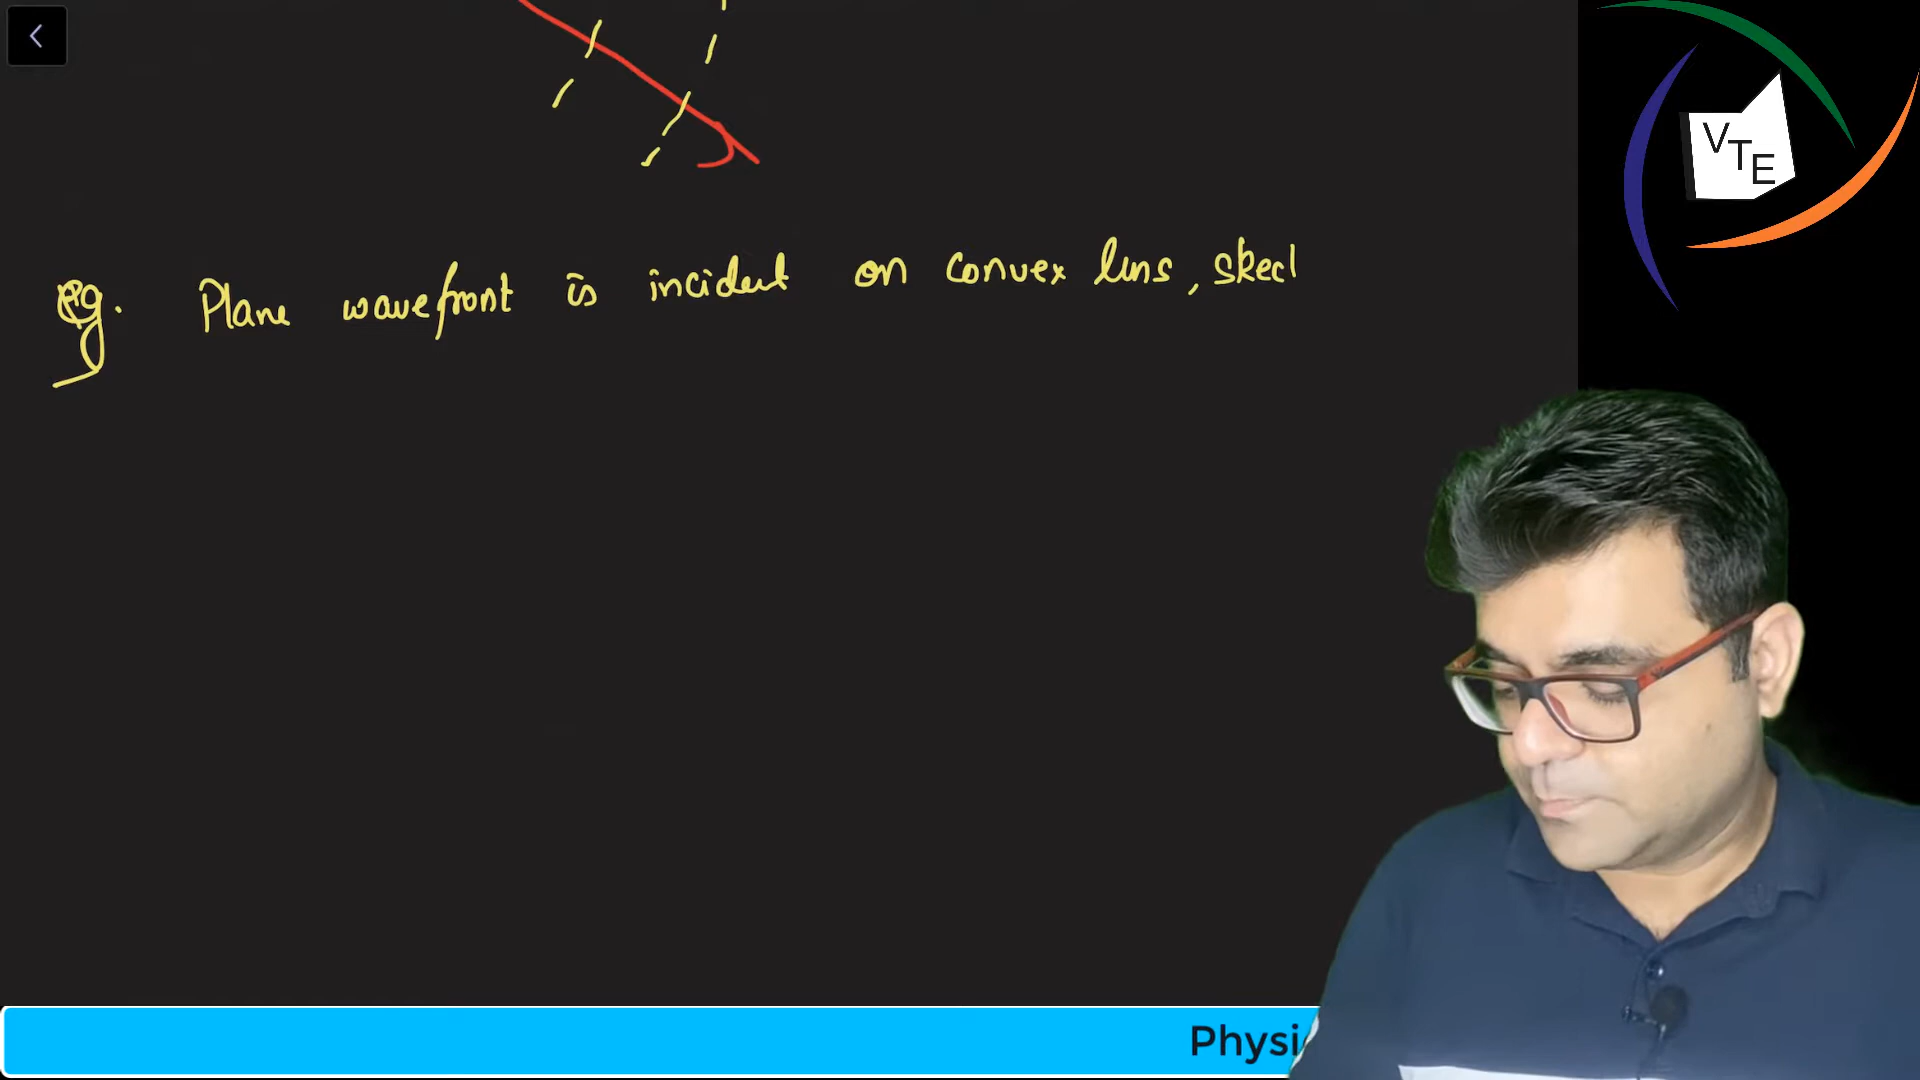 VTE
eg. Plane wavefront is incident on convex lens, skecl
Physi